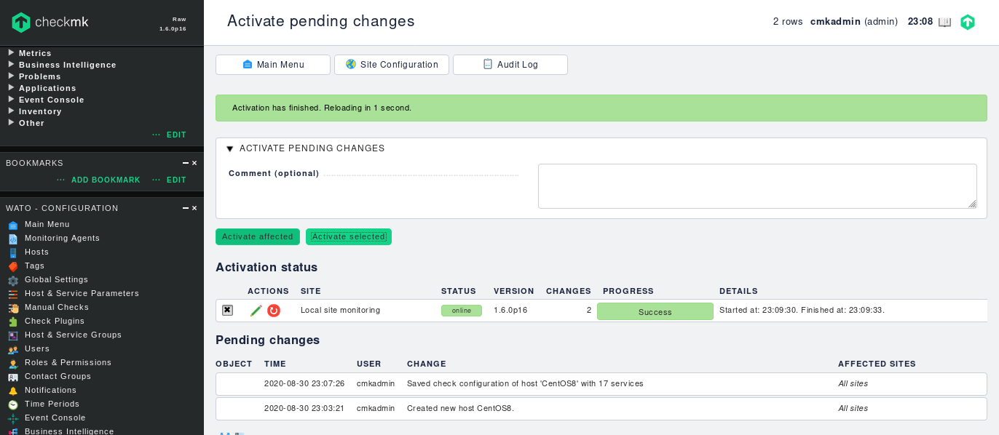 checkmk
Raw
1.6.0p16
Metrics
Business Intelligence
Problems
Applications
Event Console
Inventory
Other
··· EDIT
BOOKMARKS
··· ADD BOOKMARK ··· EDIT
WATO - CONFIGURATION
Main Menu
Monitoring Agents
Hosts
Tags
Global Settings
Host & Service Parameters
Manual Checks
Check Plugins
Host & Service Groups
Users
Roles & Permissions
Contact Groups
Notifications
Time Periods
Event Console
Business Intelligence
Activate pending changes
2 rows cmkadmin (admin) 23:08
Main Menu Site Configuration Audit Log
Activation has finished. Reloading in 1 second.
ACTIVATE PENDING CHANGES
Comment (optional)
Activate affected Activate selected
Activation status
ACTIONS SITE STATUS VERSION CHANGES PROGRESS DETAILS
Local site monitoring online 1.6.0p16 2 Success Started at: 23:09:30. Finished at: 23:09:33.
Pending changes
OBJECT TIME USER CHANGE AFFECTED SITES
2020-08-30 23:07:26 cmkadmin Saved check configuration of host 'CentOS8' with 17 services All sites
2020-08-30 23:03:21 cmkadmin Created new host CentOS8. All sites